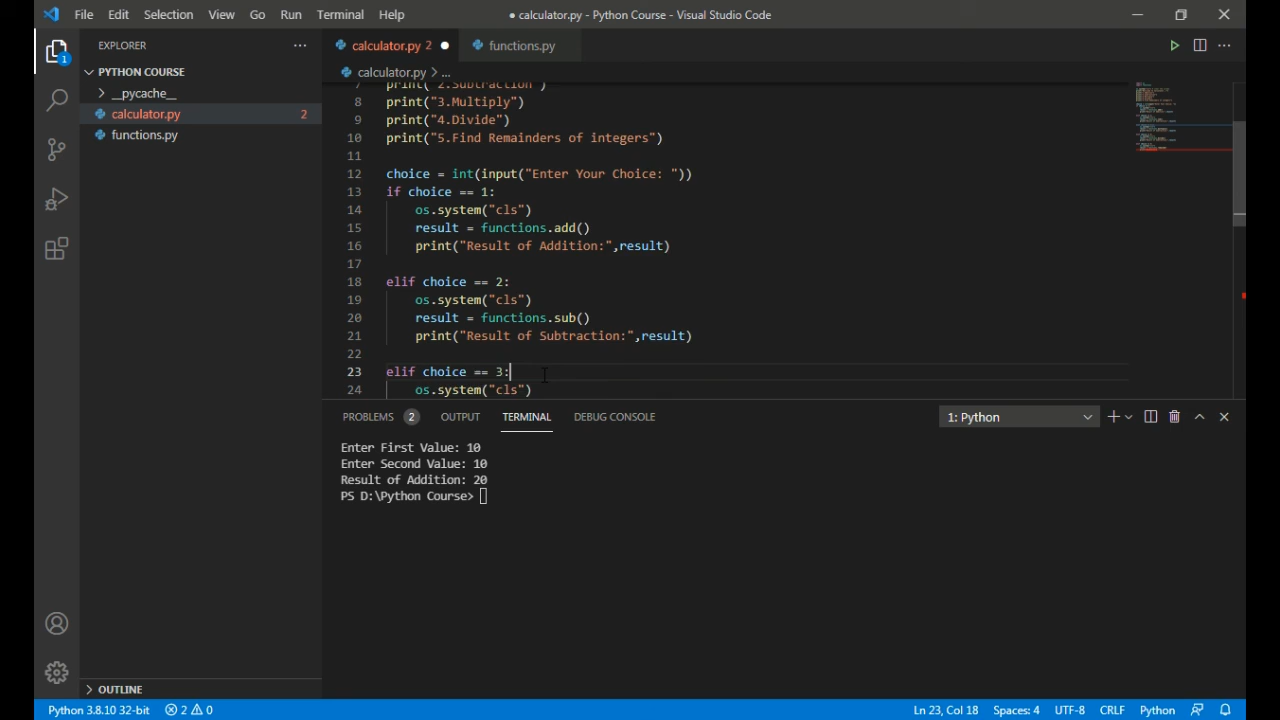 File Edit Selection View Go Run Terminal Help ● calculator.py - Python Course - Visual Studio Code
EXPLORER ··· calculator.py 2 ● functions.py
PYTHON COURSE calculator.py > ...
1
> __pycache__
calculator.py 2
functions.py
7 print("2.Subtraction")
8 print("3.Multiply")
9 print("4.Divide")
10 print("5.Find Remainders of integers")
11
12 choice = int(input("Enter Your Choice: "))
13 if choice == 1:
14 os.system("cls")
15 result = functions.add()
16 print("Result of Addition:",result)
17
18 elif choice == 2:
19 os.system("cls")
20 result = functions.sub()
21 print("Result of Subtraction:",result)
22
23 elif choice == 3:
24 os.system("cls")
PROBLEMS 2 OUTPUT TERMINAL DEBUG CONSOLE 1: Python
Enter First Value: 10
Enter Second Value: 10
Result of Addition: 20
PS D:\Python Course>
> OUTLINE
Python 3.8.10 32-bit 2 0 Ln 23, Col 18 Spaces: 4 UTF-8 CRLF Python